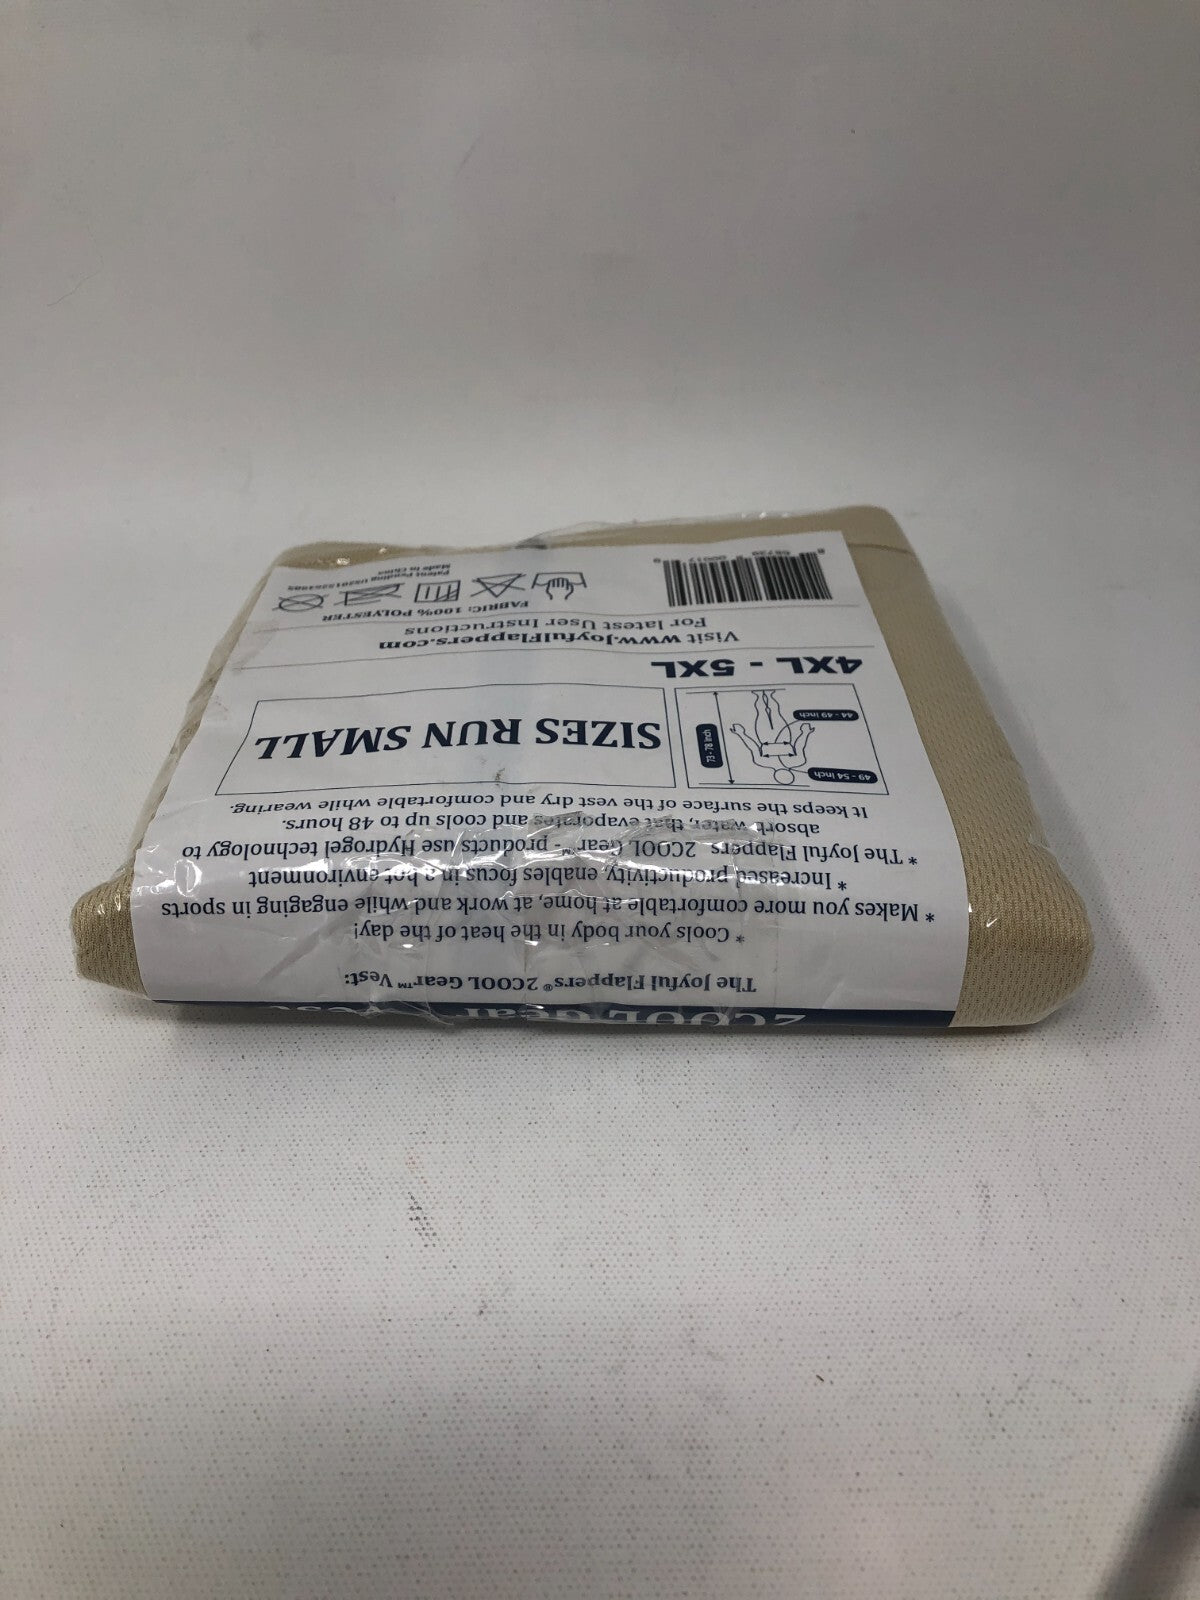 2COOL Gear™ Vest
The Joyful Flappers® 2COOL Gear™ Vest:
* Cools your body in the heat of the day!
* Makes you more comfortable at home, at work and while engaging in sports
* Increased productivity, enables focus in a hot environment
* The Joyful Flappers 2COOL Gear™ - products use Hydrogel technology to
absorb water, that evaporates and cools up to 48 hours.
It keeps the surface of the vest dry and comfortable while wearing.
49 - 54 inch
44 - 49 inch
73 - 78 inch
SIZES RUN SMALL
4XL - 5XL
Visit www.JoyfulFlappers.com
For latest User Instructions
FABRIC: 100% POLYESTER
Made in China